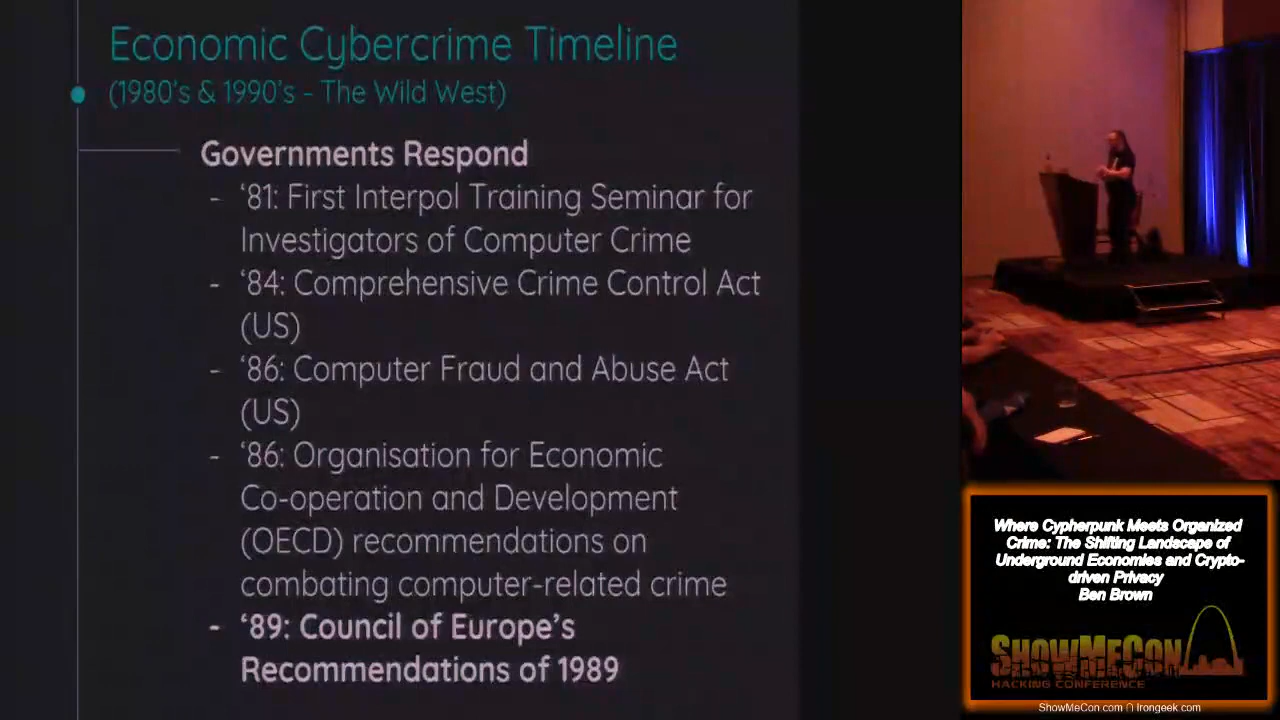 Economic Cybercrime Timeline
(1980's & 1990's - The Wild West)
Governments Respond
- '81: First Interpol Training Seminar for
Investigators of Computer Crime
- '84: Comprehensive Crime Control Act
(US)
- '86: Computer Fraud and Abuse Act
(US)
- '86: Organisation for Economic
Co-operation and Development
(OECD) recommendations on
combating computer-related crime
- '89: Council of Europe's
Recommendations of 1989
Where Cypherpunk Meets Organized
Crime: The Shifting Landscape of
Underground Economies and Crypto-
driven Privacy
Ben Brown
ShowMeCon
HACKING CONFERENCE
ShowMeCon.com ∩ Irongeek.com